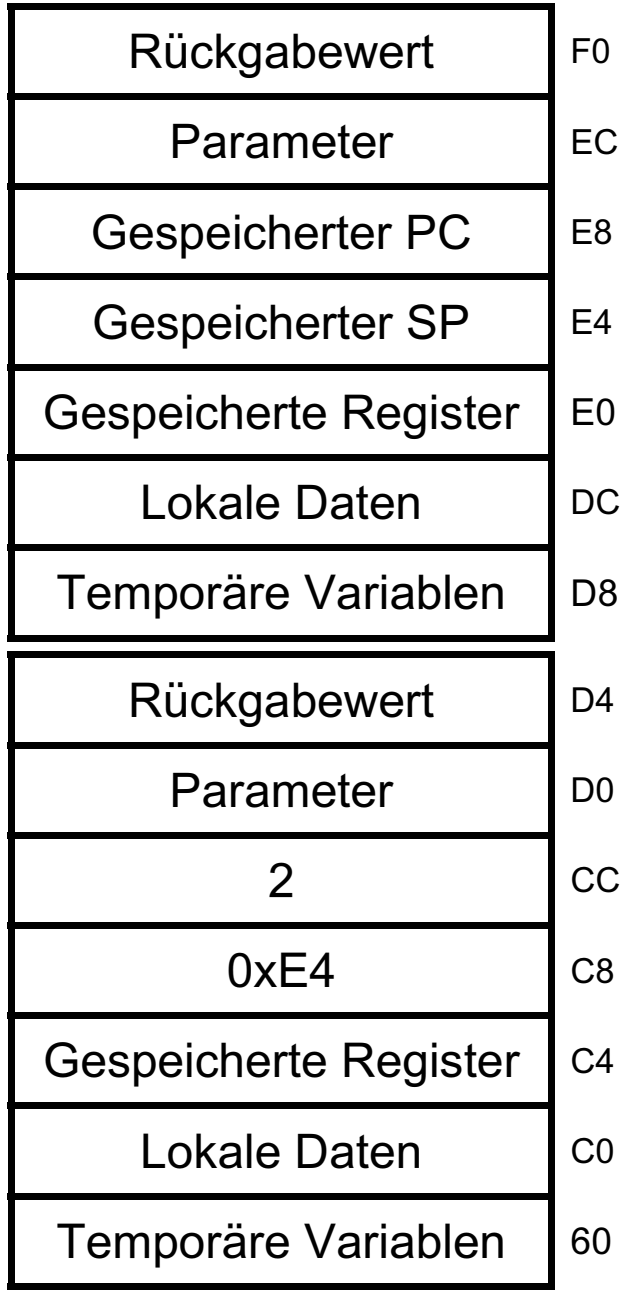 Rückgabewert F0
Parameter EC
Gespeicherter PC E8
Gespeicherter SP E4
Gespeicherte Register E0
Lokale Daten DC
Temporäre Variablen D8
Rückgabewert D4
Parameter D0
2 CC
0xE4 C8
Gespeicherte Register C4
Lokale Daten C0
Temporäre Variablen 60